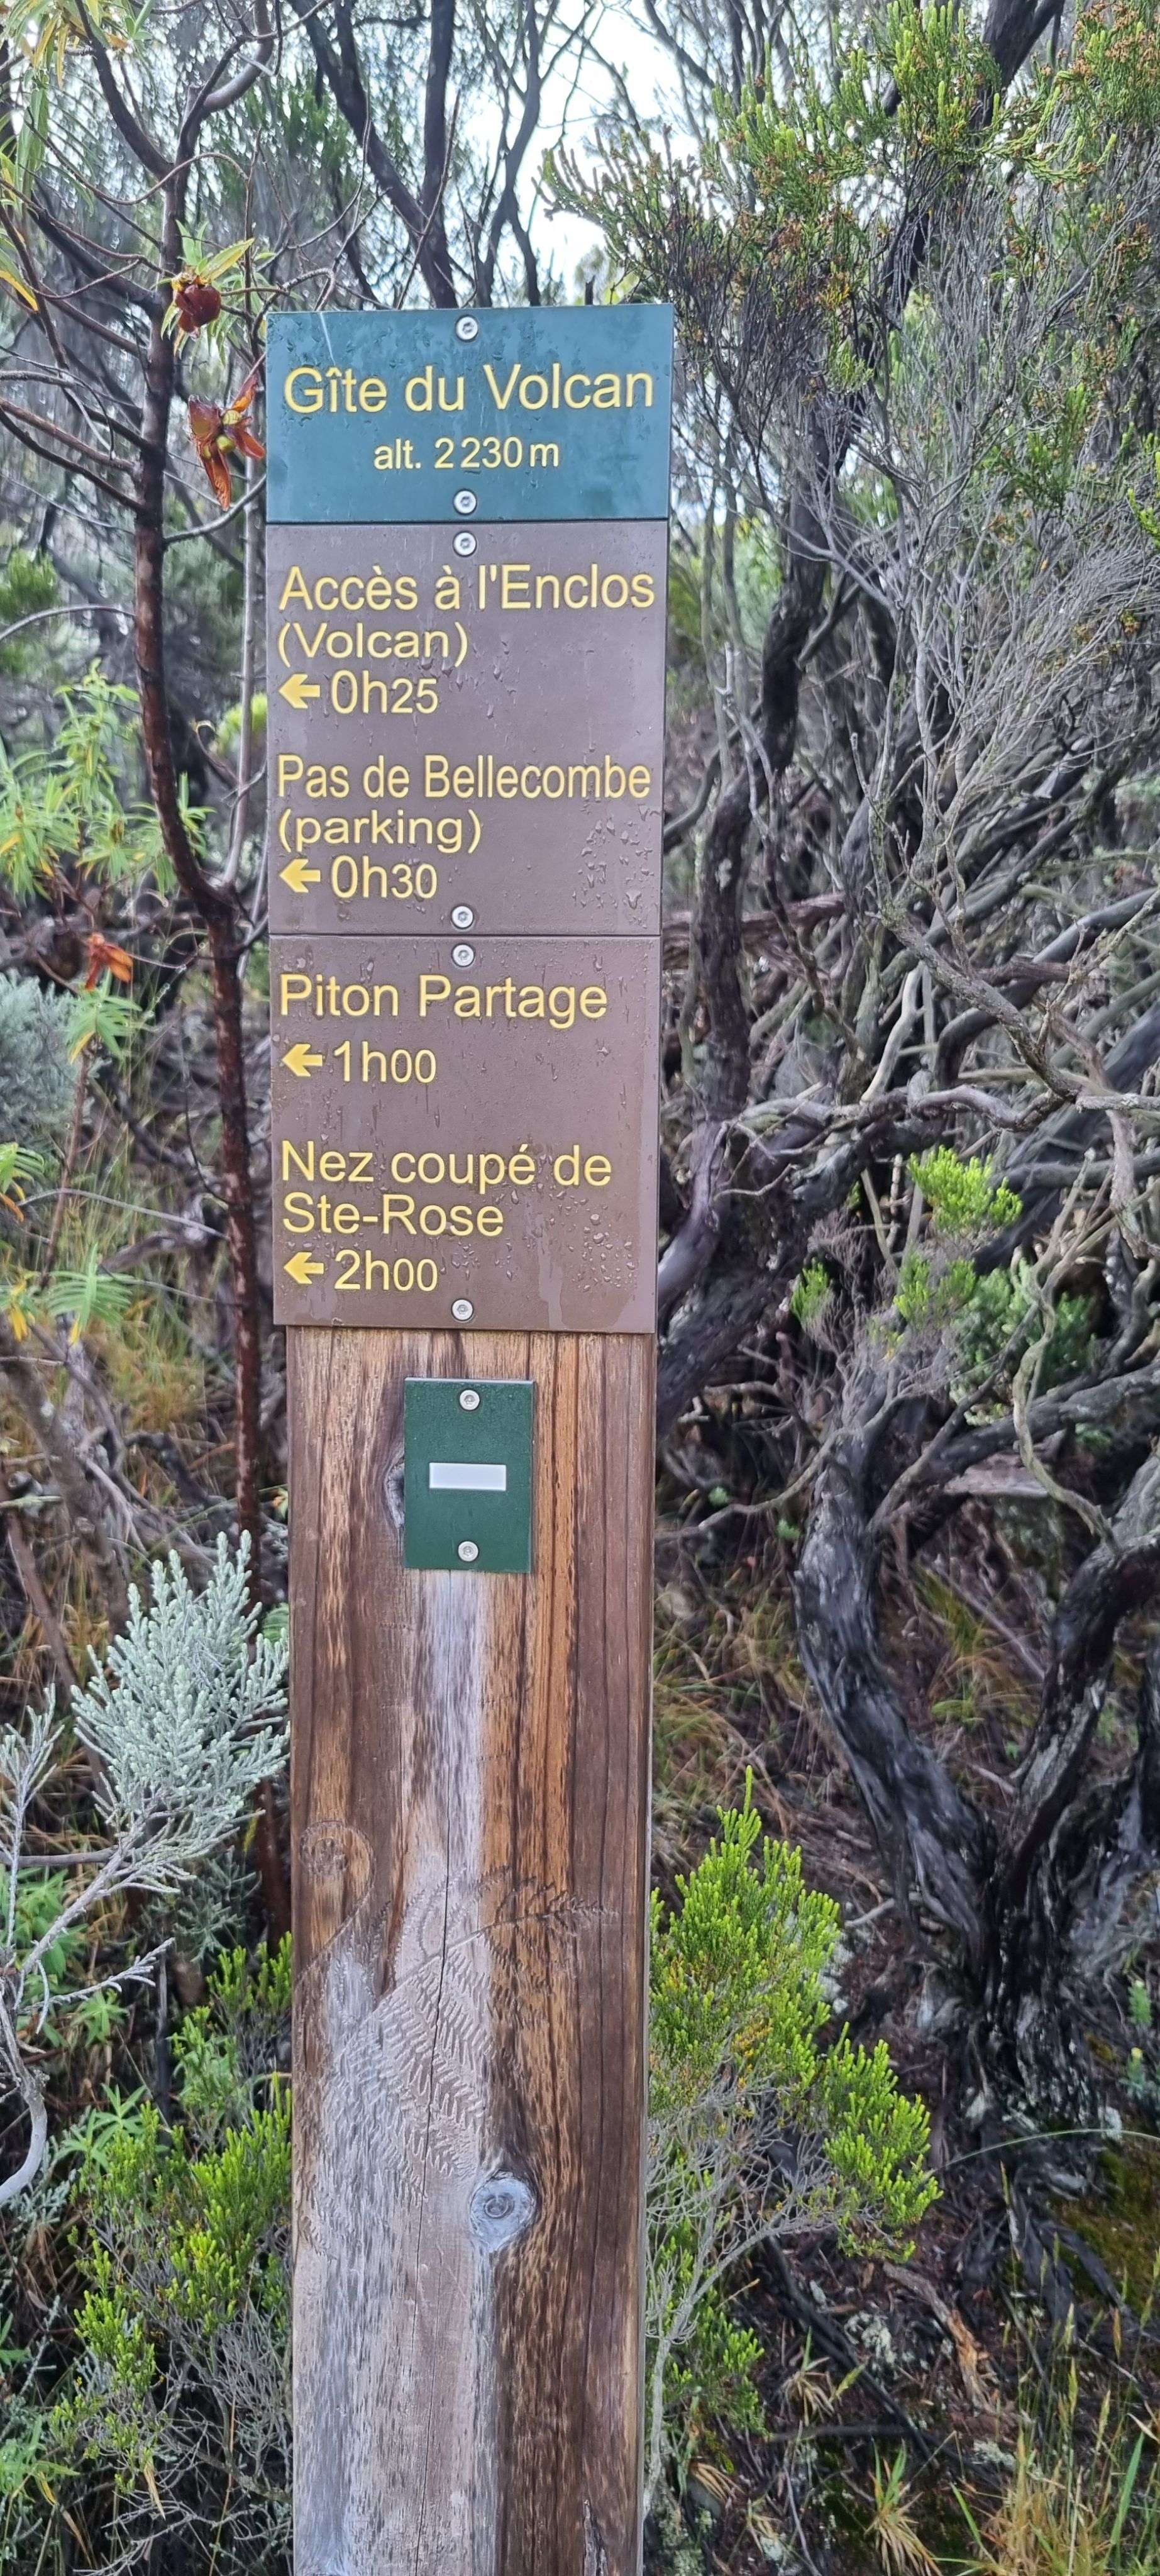 Gîte du Volcan
alt. 2230m
Accès à l'Enclos
(Volcan)
← 0h25
Pas de Bellecombe
(parking)
← 0h30
Piton Partage
← 1h00
Nez coupé de
Ste-Rose
← 2h00